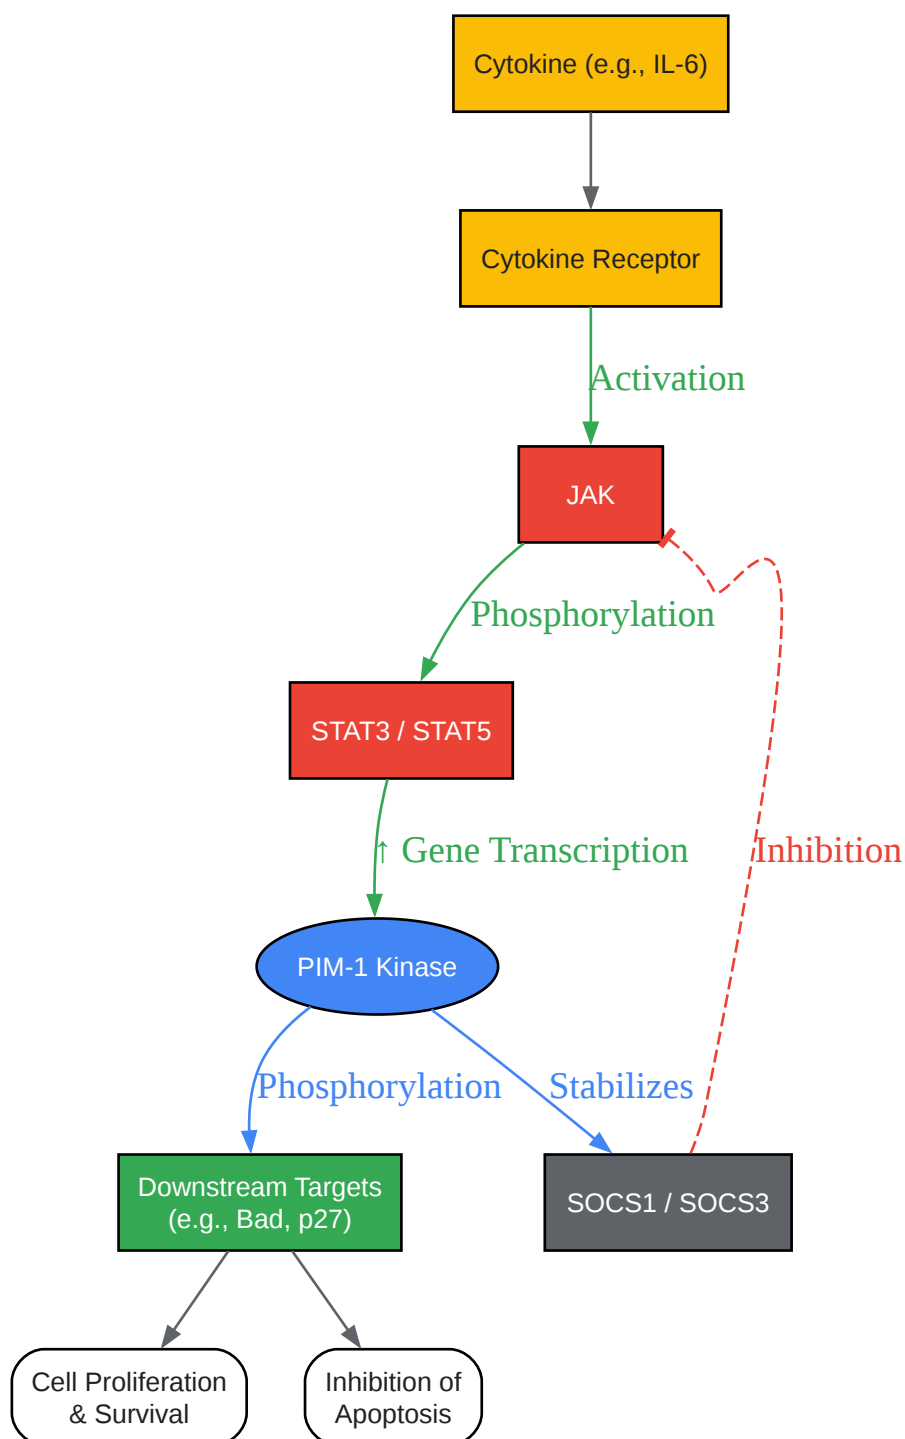 Cytokine (e.g., IL-6)
Cytokine Receptor
Activation
JAK
Phosphorylation
STAT3 / STAT5
↑ Gene Transcription
Inhibition
PIM-1 Kinase
Phosphorylation
Stabilizes
Downstream Targets
(e.g., Bad, p27)
SOCS1 / SOCS3
Cell Proliferation
& Survival
Inhibition of
Apoptosis